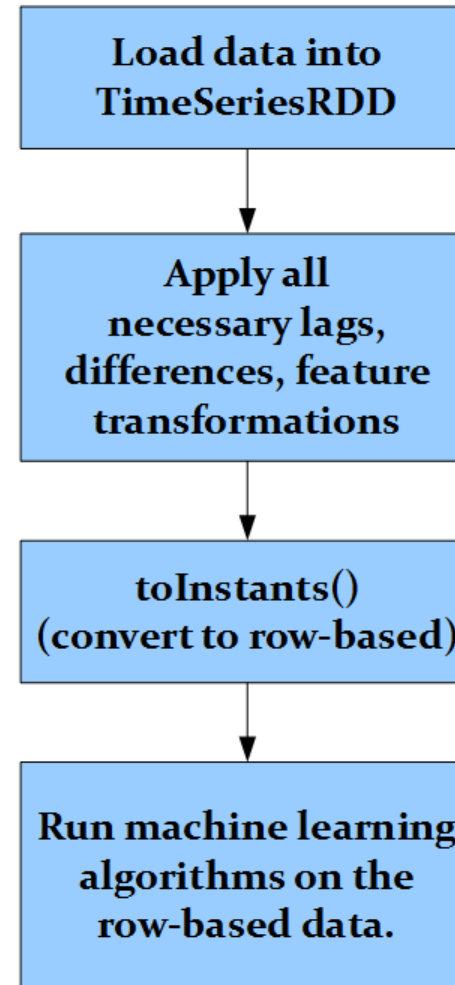 Load data into
TimeSeriesRDD
Apply all
necessary lags,
differences, feature
transformations
toInstants()
(convert to row-based)
Run machine learning
algorithms on the
row-based data.